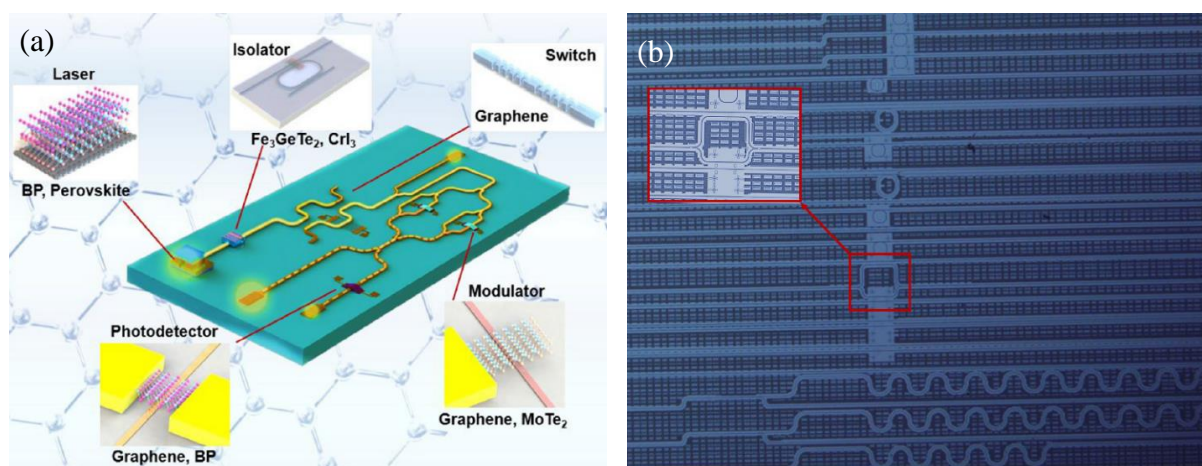 (a)
Laser
BP, Perovskite
Isolator
Fe₃GeTe₂, CrI₃
Switch
Graphene
Photodetector
Graphene, BP
Modulator
Graphene, MoTe₂
(b)